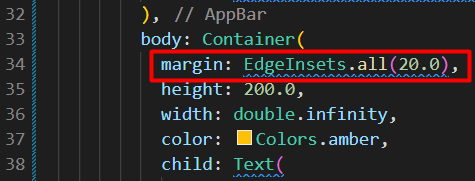 32 ), // AppBar
33 body: Container(
34 margin: EdgeInsets.all(20.0),
35 height: 200.0,
36 width: double.infinity,
37 color: Colors.amber,
38 child: Text(